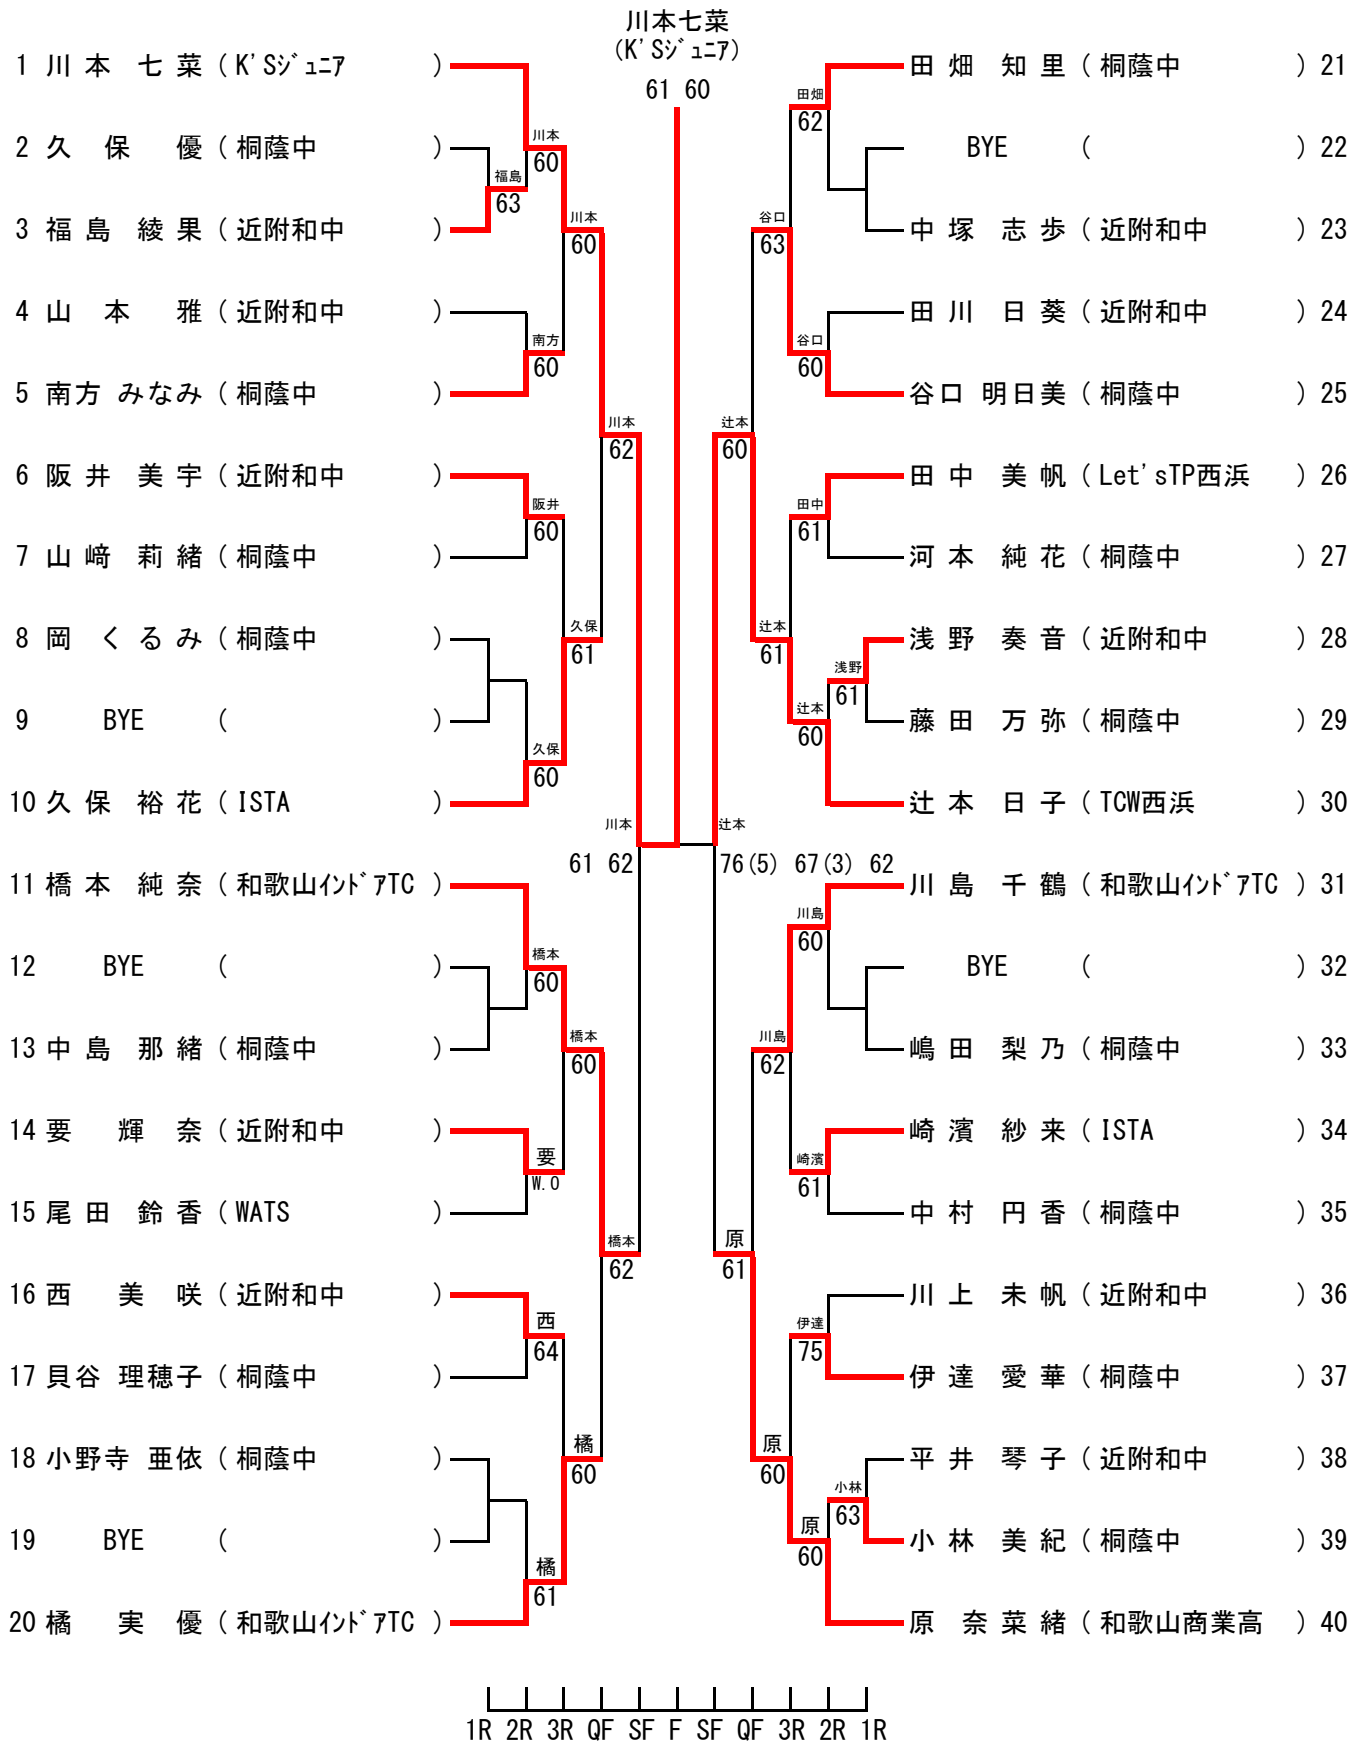 川本七菜
(K'Sジュニア)
61 60
1 川本 七菜 ( K'Sジュニア )
2 久保 優 ( 桐蔭中 )
3 福島 綾果 ( 近附和中 )
4 山本 雅 ( 近附和中 )
5 南方 みなみ ( 桐蔭中 )
6 阪井 美宇 ( 近附和中 )
7 山﨑 莉緒 ( 桐蔭中 )
8 岡 くるみ ( 桐蔭中 )
9 BYE ( )
10 久保 裕花 ( ISTA )
11 橋本 純奈 ( 和歌山インドアTC )
12 BYE ( )
13 中島 那緒 ( 桐蔭中 )
14 要 輝奈 ( 近附和中 )
15 尾田 鈴香 ( WATS )
16 西 美咲 ( 近附和中 )
17 貝谷 理穂子 ( 桐蔭中 )
18 小野寺 亜依 ( 桐蔭中 )
19 BYE ( )
20 橘 実優 ( 和歌山インドアTC )
福島
63
川本
60
南方
60
阪井
60
久保
60
橋本
60
要
W.O
西
64
橘
61
川本
60
久保
61
橋本
60
橘
60
川本
62
橋本
62
川本
61 62
辻本
76(5) 67(3) 62
辻本
60
原
61
谷口
63
辻本
61
川島
62
原
60
田畑
62
谷口
60
田中
61
辻本
60
川島
60
崎濱
61
伊達
75
原
60
浅野
61
小林
63
田畑 知里 ( 桐蔭中 ) 21
BYE ( ) 22
中塚 志歩 ( 近附和中 ) 23
田川 日葵 ( 近附和中 ) 24
谷口 明日美 ( 桐蔭中 ) 25
田中 美帆 ( Let'sTP西浜 ) 26
河本 純花 ( 桐蔭中 ) 27
浅野 奏音 ( 近附和中 ) 28
藤田 万弥 ( 桐蔭中 ) 29
辻本 日子 ( TCW西浜 ) 30
川島 千鶴 ( 和歌山インドアTC ) 31
BYE ( ) 32
嶋田 梨乃 ( 桐蔭中 ) 33
崎濱 紗来 ( ISTA ) 34
中村 円香 ( 桐蔭中 ) 35
川上 未帆 ( 近附和中 ) 36
伊達 愛華 ( 桐蔭中 ) 37
平井 琴子 ( 近附和中 ) 38
小林 美紀 ( 桐蔭中 ) 39
原 奈菜緒 ( 和歌山商業高 ) 40
1R 2R 3R QF SF F SF QF 3R 2R 1R